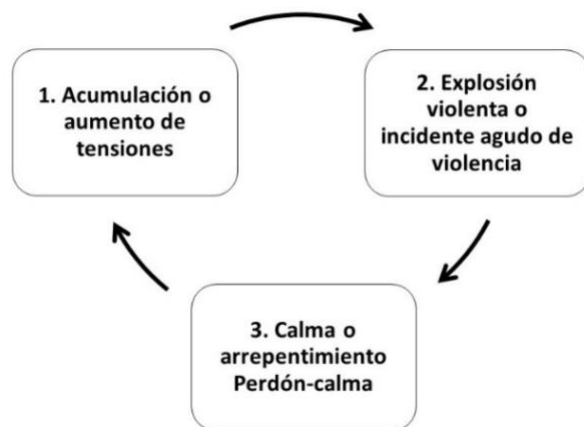 1. Acumulación o
aumento de
tensiones
2. Explosión
violenta o
incidente agudo de
violencia
3. Calma o
arrepentimiento
Perdón-calma